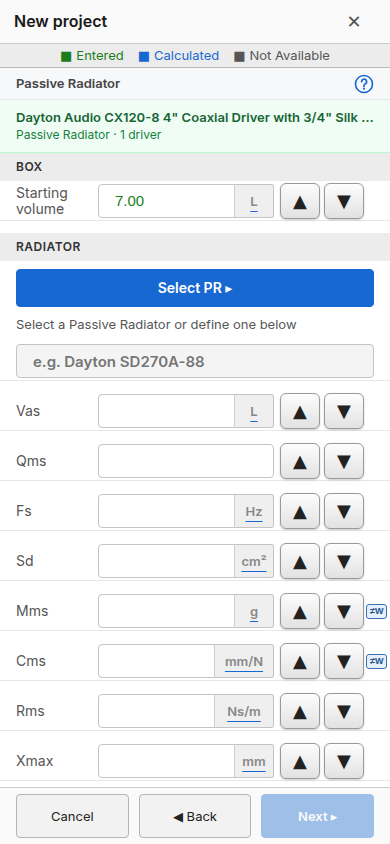 New project ✕
■ Entered ■ Calculated ■ Not Available
Passive Radiator ?
Dayton Audio CX120-8 4" Coaxial Driver with 3/4" Silk ...
Passive Radiator · 1 driver
BOX
Starting volume 7.00 L ▲ ▼
RADIATOR
Select PR ▸
Select a Passive Radiator or define one below
e.g. Dayton SD270A-88
Vas L ▲ ▼
Qms ▲ ▼
Fs Hz ▲ ▼
Sd cm² ▲ ▼
Mms g ▲ ▼ ≠W
Cms mm/N ▲ ▼ ≠W
Rms Ns/m ▲ ▼
Xmax mm ▲ ▼
Cancel ◀ Back Next ▸